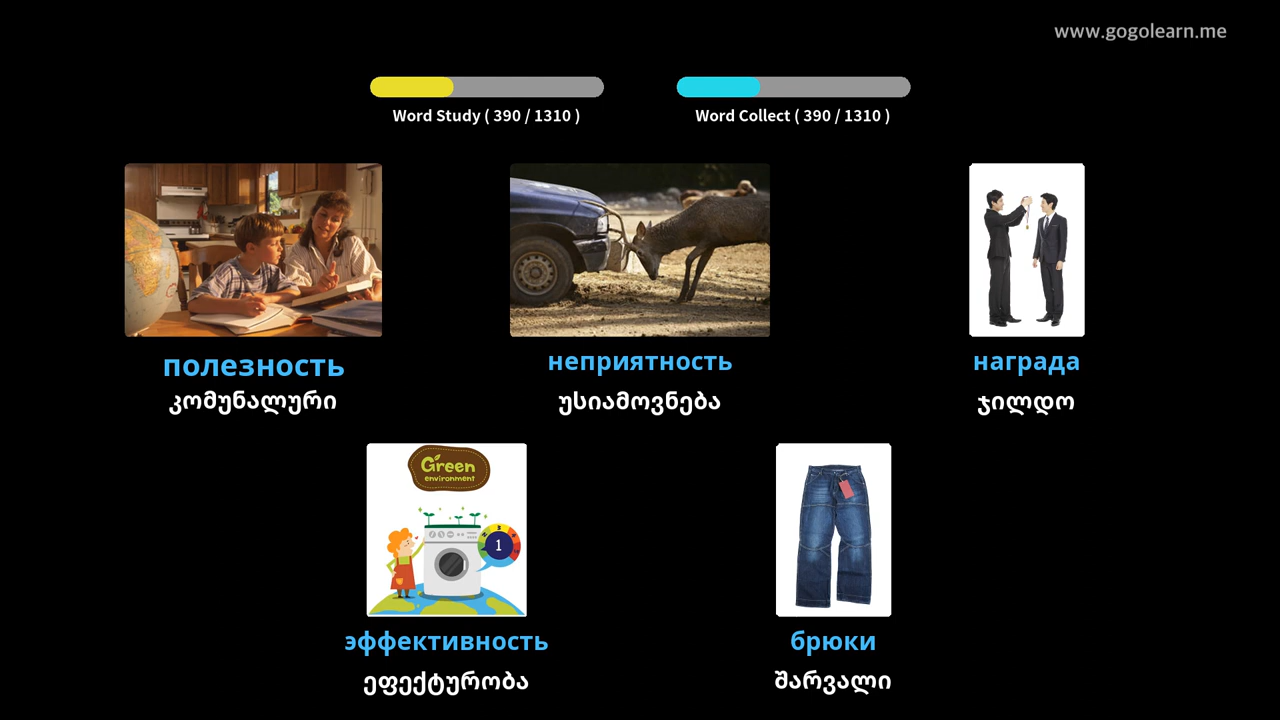 www.gogolearn.me
Word Study ( 390 / 1310 )
Word Collect ( 390 / 1310 )
полезность
კომუნალური
неприятность
უსიამოვნება
награда
ჯილდო
Green
environment
1
эффективность
ეფექტურობა
брюки
შარვალი